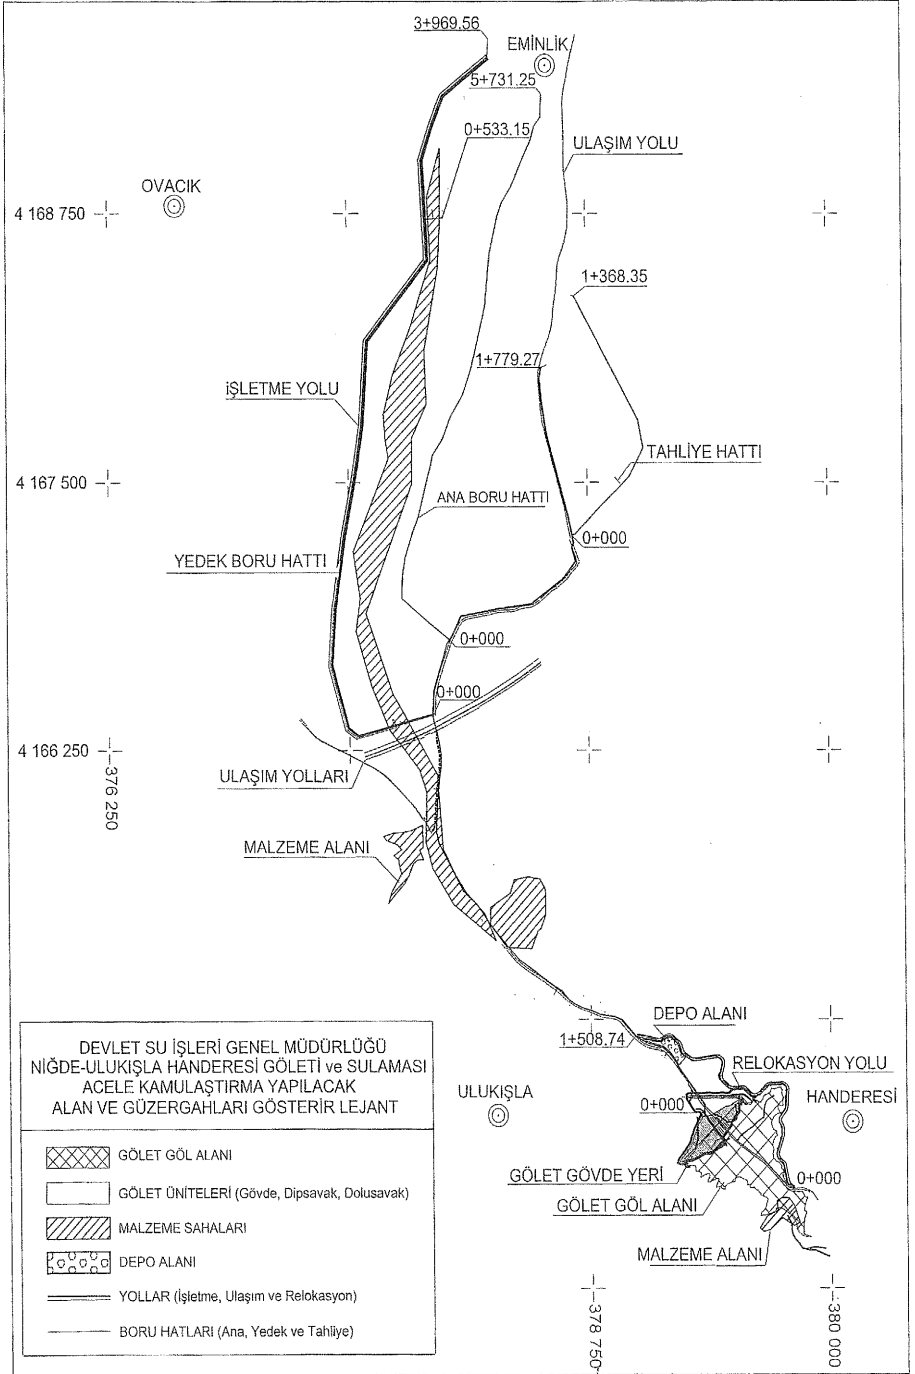 3+969.56
EMİNLİK
5+731.25
0+533.15
ULAŞIM YOLU
OVACIK
4 168 750
1+368.35
1+779.27
İŞLETME YOLU
TAHLİYE HATTI
4 167 500
ANA BORU HATTI
0+000
YEDEK BORU HATTI
0+000
0+000
4 166 250
376 250
ULAŞIM YOLLARI
MALZEME ALANI
DEPO ALANI
1+508.74
RELOKASYON YOLU
ULUKIŞLA
0+000
HANDERESİ
GÖLET GÖVDE YERİ
0+000
GÖLET GÖL ALANI
MALZEME ALANI
378 750
380 000
DEVLET SU İŞLERİ GENEL MÜDÜRLÜĞÜ
NİĞDE-ULUKIŞLA HANDERESİ GÖLETİ ve SULAMASI
ACELE KAMULAŞTIRMA YAPILACAK
ALAN VE GÜZERGAHLARI GÖSTERİR LEJANT
GÖLET GÖL ALANI
GÖLET ÜNİTELERİ (Gövde, Dipsavak, Dolusavak)
MALZEME SAHALARI
DEPO ALANI
YOLLAR (İşletme, Ulaşım ve Relokasyon)
BORU HATLARI (Ana, Yedek ve Tahliye)